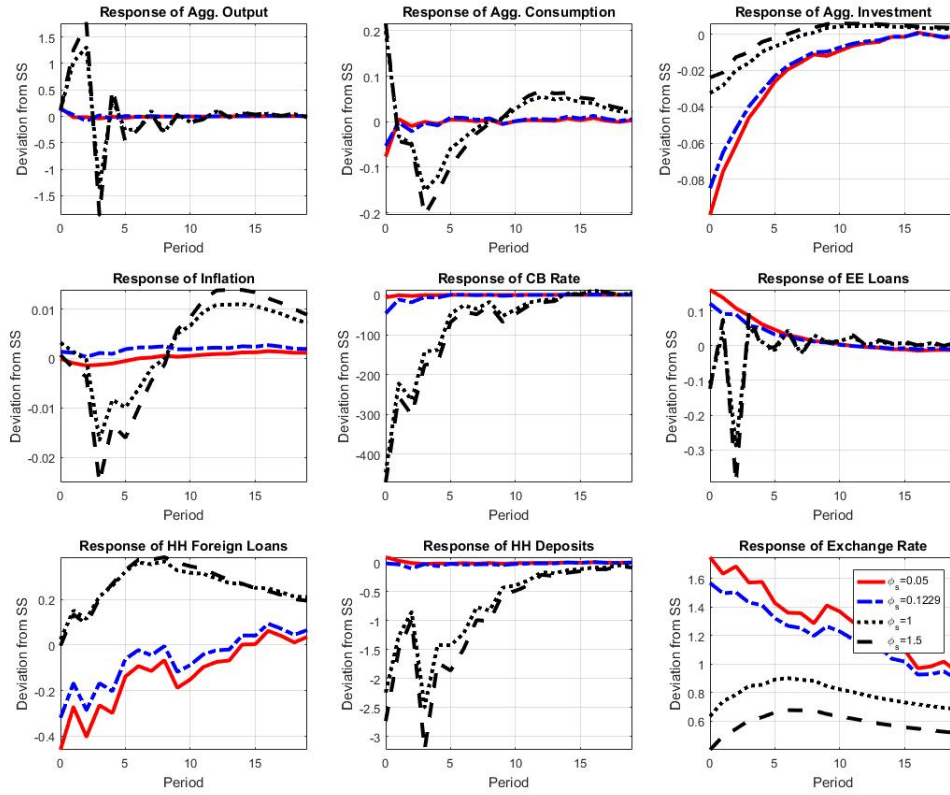 Response of Agg. Output
Response of Agg. Consumption
Response of Agg. Investment
Deviation from SS
1.5
1
0.5
0
-0.5
-1
-1.5
0 5 10 15
Period
Deviation from SS
0.2
0.1
0
-0.1
-0.2
0 5 10 15
Period
Deviation from SS
0
-0.02
-0.04
-0.06
-0.08
0 5 10 15
Period
Response of Inflation
Response of CB Rate
Response of EE Loans
Deviation from SS
0.01
0
-0.01
-0.02
0 5 10 15
Period
Deviation from SS
0
-100
-200
-300
-400
0 5 10 15
Period
Deviation from SS
0.1
0
-0.1
-0.2
-0.3
0 5 10 15
Period
Response of HH Foreign Loans
Response of HH Deposits
Response of Exchange Rate
Deviation from SS
0.2
0
-0.2
-0.4
0 5 10 15
Period
Deviation from SS
0
-0.5
-1
-1.5
-2
-2.5
-3
0 5 10 15
Period
Deviation from SS
1.6
1.4
1.2
1
0.8
0.6
0 5 10 15
Period
ϕs=0.05
ϕs=0.1229
ϕs=1
ϕs=1.5